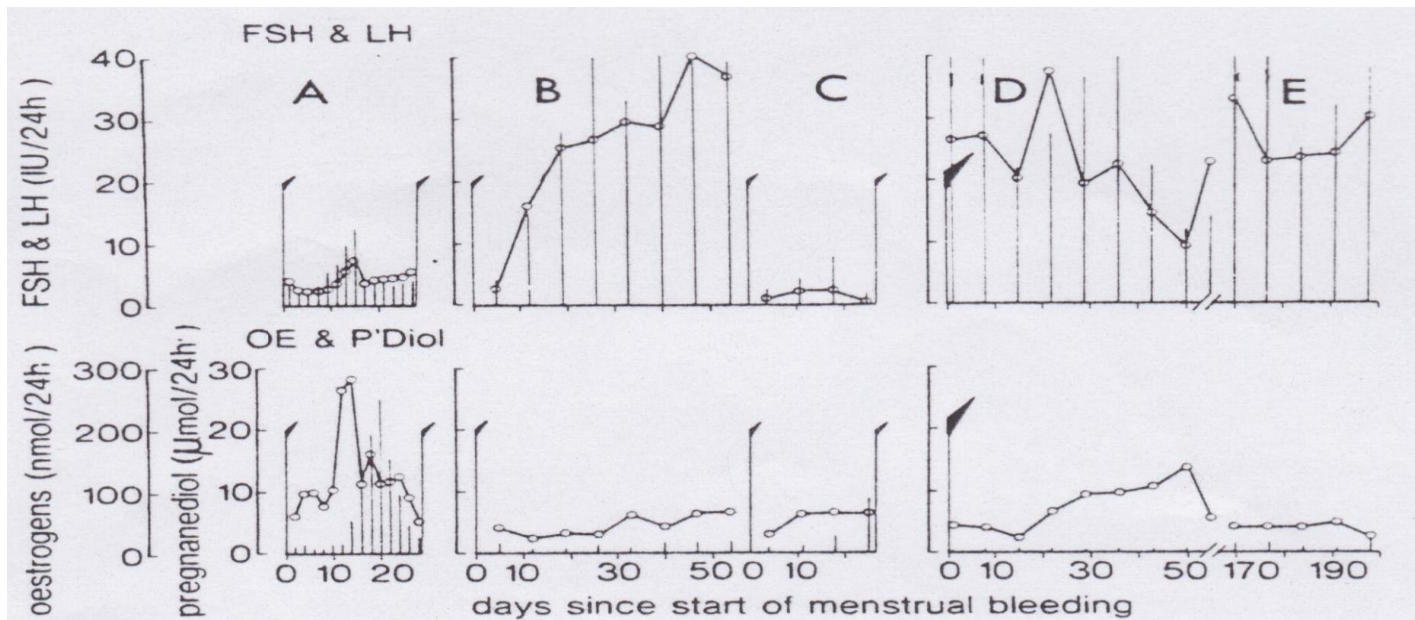 FSH & LH
A B C D E
FSH & LH (IU/24h)
40
30
20
10
0
OE & P'Diol
oestrogens (nmol/24h)
300
200
100
0
pregnanediol (μmol/24h)
30
20
10
0
0 10 20 0 10 30 50 0 10 0 10 30 50 170 190
days since start of menstrual bleeding